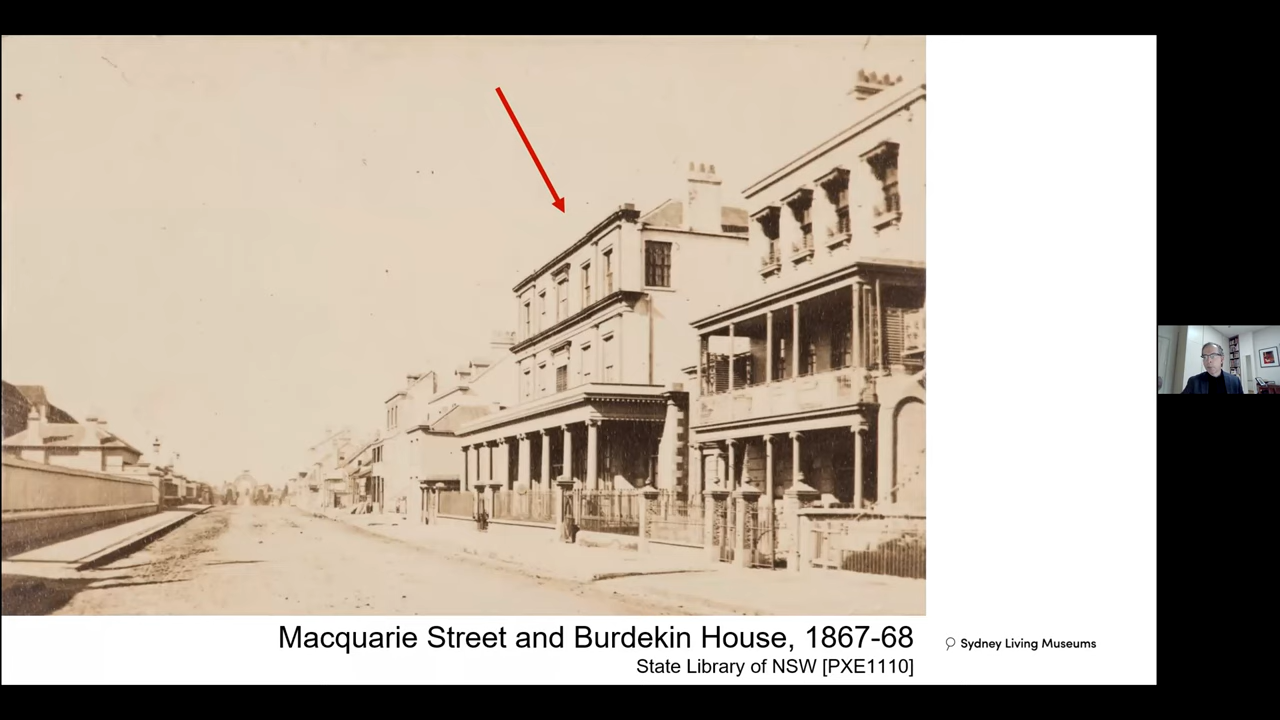 Macquarie Street and Burdekin House, 1867-68
State Library of NSW [PXE1110]
Sydney Living Museums